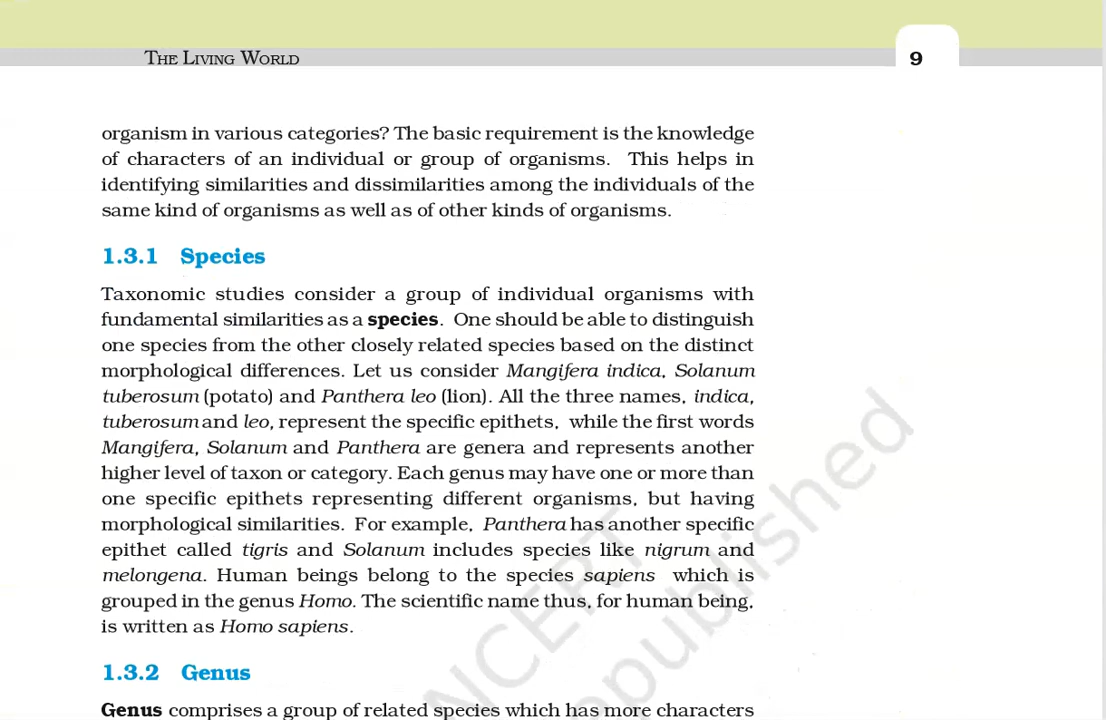 THE LIVING WORLD
9
organism in various categories? The basic requirement is the knowledge
of characters of an individual or group of organisms. This helps in
identifying similarities and dissimilarities among the individuals of the
same kind of organisms as well as of other kinds of organisms.
1.3.1 Species
Taxonomic studies consider a group of individual organisms with
fundamental similarities as a species. One should be able to distinguish
one species from the other closely related species based on the distinct
morphological differences. Let us consider Mangifera indica, Solanum
tuberosum (potato) and Panthera leo (lion). All the three names, indica,
tuberosum and leo, represent the specific epithets, while the first words
Mangifera, Solanum and Panthera are genera and represents another
higher level of taxon or category. Each genus may have one or more than
one specific epithets representing different organisms, but having
morphological similarities. For example, Panthera has another specific
epithet called tigris and Solanum includes species like nigrum and
melongena. Human beings belong to the species sapiens which is
grouped in the genus Homo. The scientific name thus, for human being,
is written as Homo sapiens.
1.3.2 Genus
Genus comprises a group of related species which has more characters
NCERT
epublished